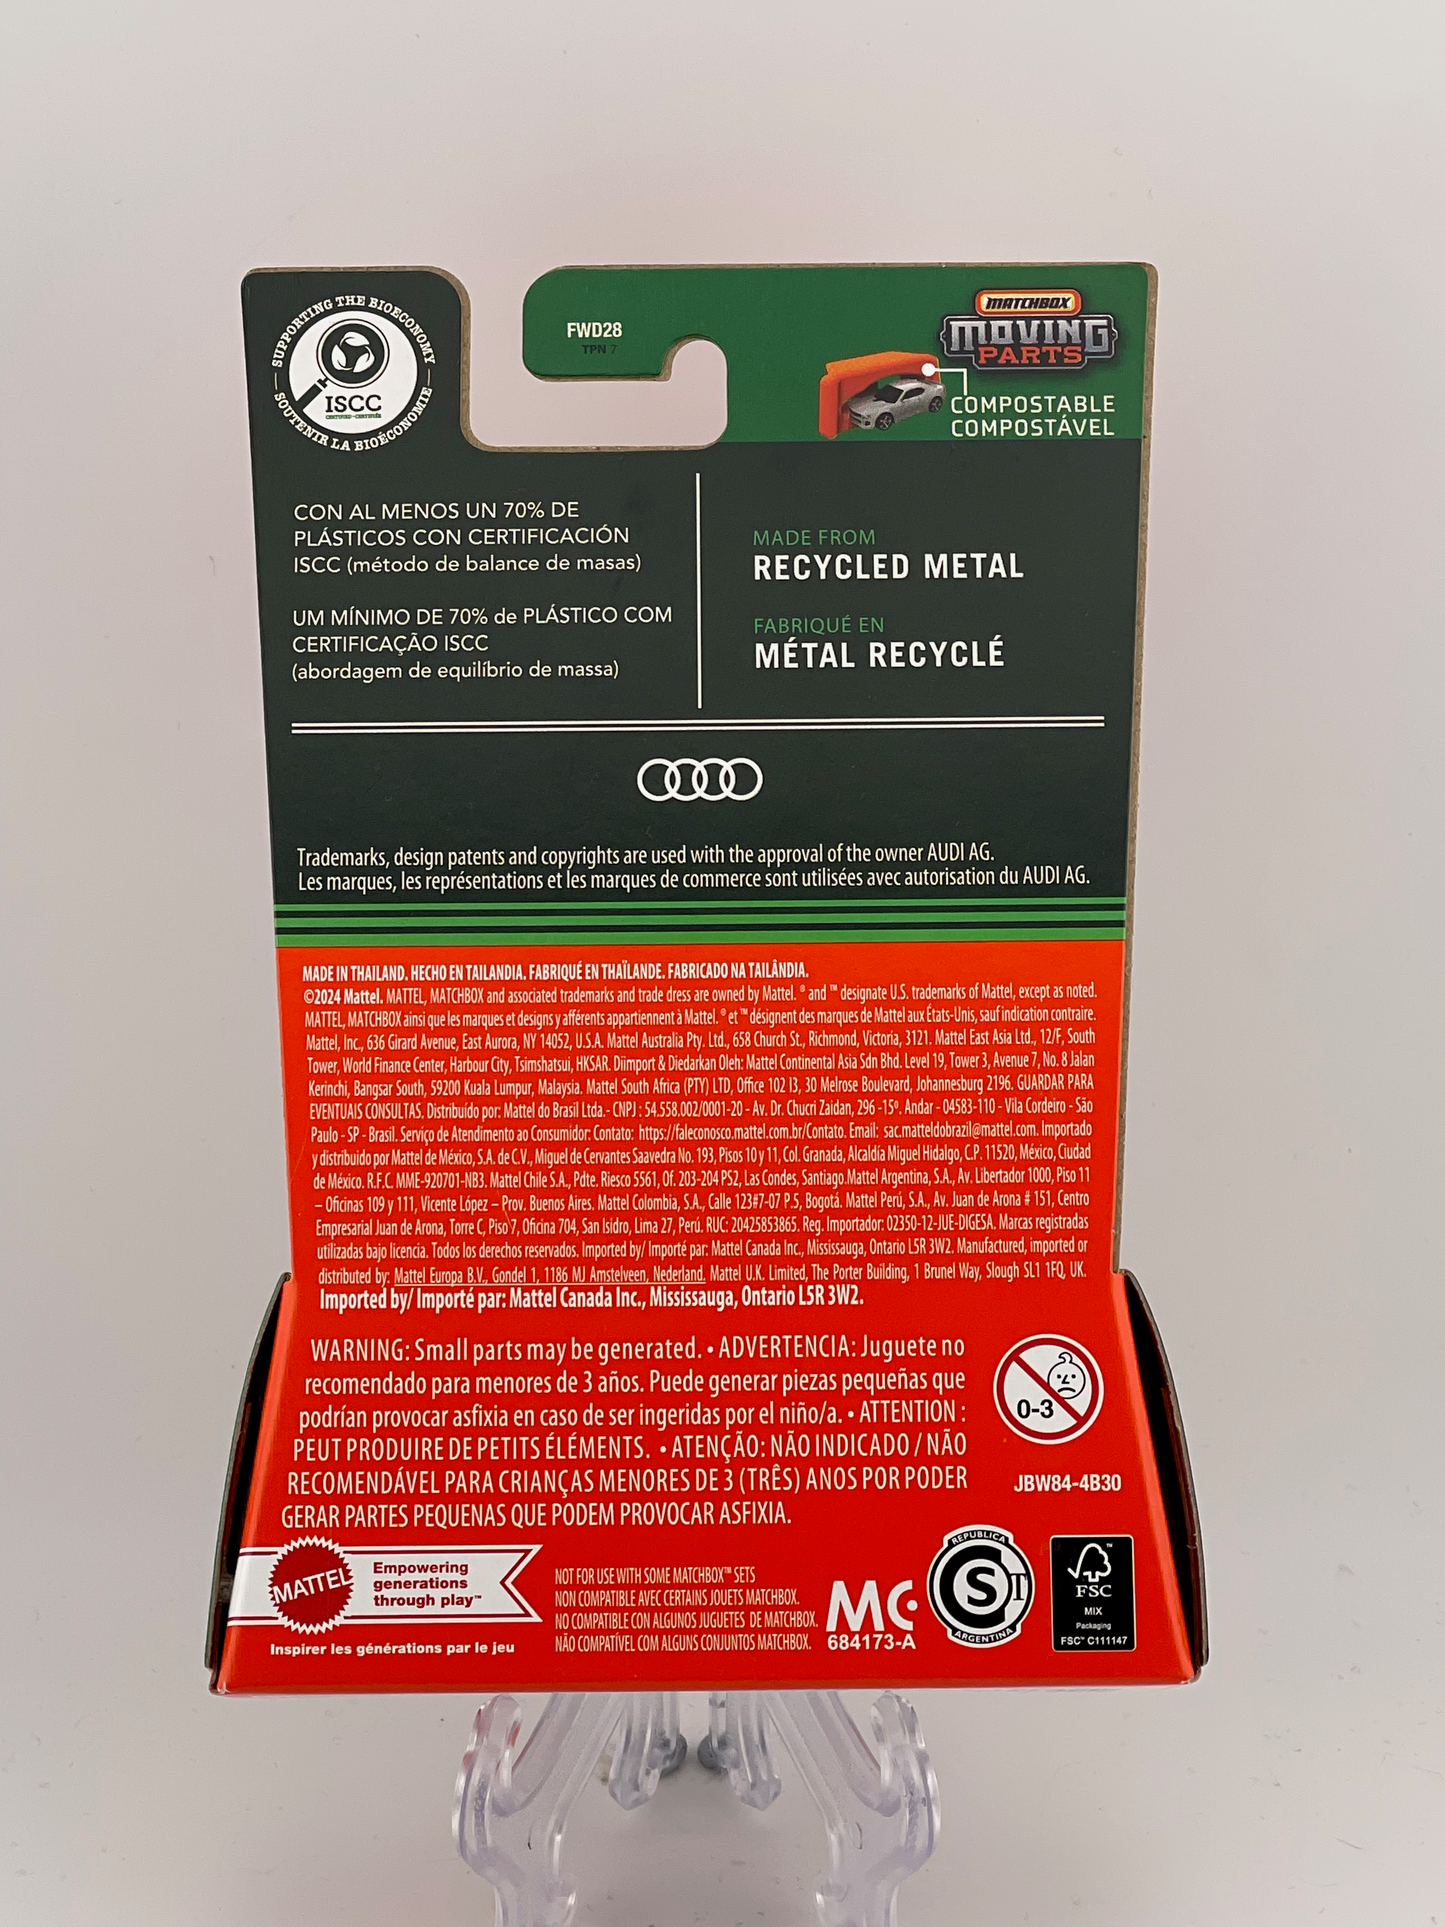 SUPPORTING THE BIOECONOMY
ISCC
CERTIFIED • CERTIFIÉE
SOUTENIR LA BIOÉCONOMIE
FWD28
TPN 7
MATCHBOX
MOVING
PARTS
COMPOSTABLE
COMPOSTÁVEL
CON AL MENOS UN 70% DE
PLÁSTICOS CON CERTIFICACIÓN
ISCC (método de balance de masas)
UM MÍNIMO DE 70% de PLÁSTICO COM
CERTIFICAÇÃO ISCC
(abordagem de equilíbrio de massa)
MADE FROM
RECYCLED METAL
FABRIQUÉ EN
MÉTAL RECYCLÉ
Trademarks, design patents and copyrights are used with the approval of the owner AUDI AG.
Les marques, les représentations et les marques de commerce sont utilisées avec autorisation du AUDI AG.
MADE IN THAILAND. HECHO EN TAILANDIA. FABRIQUÉ EN THAÏLANDE. FABRICADO NA TAILÂNDIA.
©2024 Mattel. MATTEL, MATCHBOX and associated trademarks and trade dress are owned by Mattel. ® and ™ designate U.S. trademarks of Mattel, except as noted.
MATTEL, MATCHBOX ainsi que les marques et designs y afférents appartiennent à Mattel. ® et ™ désignent des marques de Mattel aux États-Unis, sauf indication contraire.
Mattel, Inc., 636 Girard Avenue, East Aurora, NY 14052, U.S.A. Mattel Australia Pty. Ltd., 658 Church St., Richmond, Victoria, 3121. Mattel East Asia Ltd., 12/F, South
Tower, World Finance Center, Harbour City, Tsimshatsui, HKSAR. Diimport & Diedarkan Oleh: Mattel Continental Asia Sdn Bhd. Level 19, Tower 3, Avenue 7, No. 8 Jalan
Kerinchi, Bangsar South, 59200 Kuala Lumpur, Malaysia. Mattel South Africa (PTY) LTD, Office 102 I3, 30 Melrose Boulevard, Johannesburg 2196. GUARDAR PARA
EVENTUAIS CONSULTAS. Distribuído por: Mattel do Brasil Ltda.- CNPJ : 54.558.002/0001-20 - Av. Dr. Chucri Zaidan, 296 -15º. Andar - 04583-110 - Vila Cordeiro - São
Paulo - SP - Brasil. Serviço de Atendimento ao Consumidor: Contato: https://faleconosco.mattel.com.br/Contato. Email: sac.matteldobrazil@mattel.com. Importado
y distribuido por Mattel de México, S.A. de C.V., Miguel de Cervantes Saavedra No. 193, Pisos 10 y 11, Col. Granada, Alcaldía Miguel Hidalgo, C.P. 11520, México, Ciudad
de México. R.F.C. MME-920701-NB3. Mattel Chile S.A., Pdte. Riesco 5561, Of. 203-204 PS2, Las Condes, Santiago.Mattel Argentina, S.A., Av. Libertador 1000, Piso 11
– Oficinas 109 y 111, Vicente López – Prov. Buenos Aires. Mattel Colombia, S.A., Calle 123#7-07 P.5, Bogotá. Mattel Perú, S.A., Av. Juan de Arona # 151, Centro
Empresarial Juan de Arona, Torre C, Piso 7, Oficina 704, San Isidro, Lima 27, Perú. RUC: 20425853865. Reg. Importador: 02350-12-JUE-DIGESA. Marcas registradas
utilizadas bajo licencia. Todos los derechos reservados. Imported by/ Importé par: Mattel Canada Inc., Mississauga, Ontario L5R 3W2. Manufactured, imported or
distributed by: Mattel Europa B.V., Gondel 1, 1186 MJ Amstelveen, Nederland. Mattel U.K. Limited, The Porter Building, 1 Brunel Way, Slough SL1 1FQ, UK.
Imported by/ Importé par: Mattel Canada Inc., Mississauga, Ontario L5R 3W2.
WARNING: Small parts may be generated. • ADVERTENCIA: Juguete no
recomendado para menores de 3 años. Puede generar piezas pequeñas que
podrían provocar asfixia en caso de ser ingeridas por el niño/a. • ATTENTION :
PEUT PRODUIRE DE PETITS ÉLÉMENTS. • ATENÇÃO: NÃO INDICADO / NÃO
RECOMENDÁVEL PARA CRIANÇAS MENORES DE 3 (TRÊS) ANOS POR PODER
GERAR PARTES PEQUENAS QUE PODEM PROVOCAR ASFIXIA.
0-3
JBW84-4B30
MATTEL
Empowering
generations
through play™
Inspirer les générations par le jeu
NOT FOR USE WITH SOME MATCHBOX™ SETS
NON COMPATIBLE AVEC CERTAINS JOUETS MATCHBOX.
NO COMPATIBLE CON ALGUNOS JUGUETES DE MATCHBOX.
NÃO COMPATÍVEL COM ALGUNS CONJUNTOS MATCHBOX.
MC
684173-A
REPUBLICA
S T
ARGENTINA
FSC
MIX
Packaging
FSC™ C111147